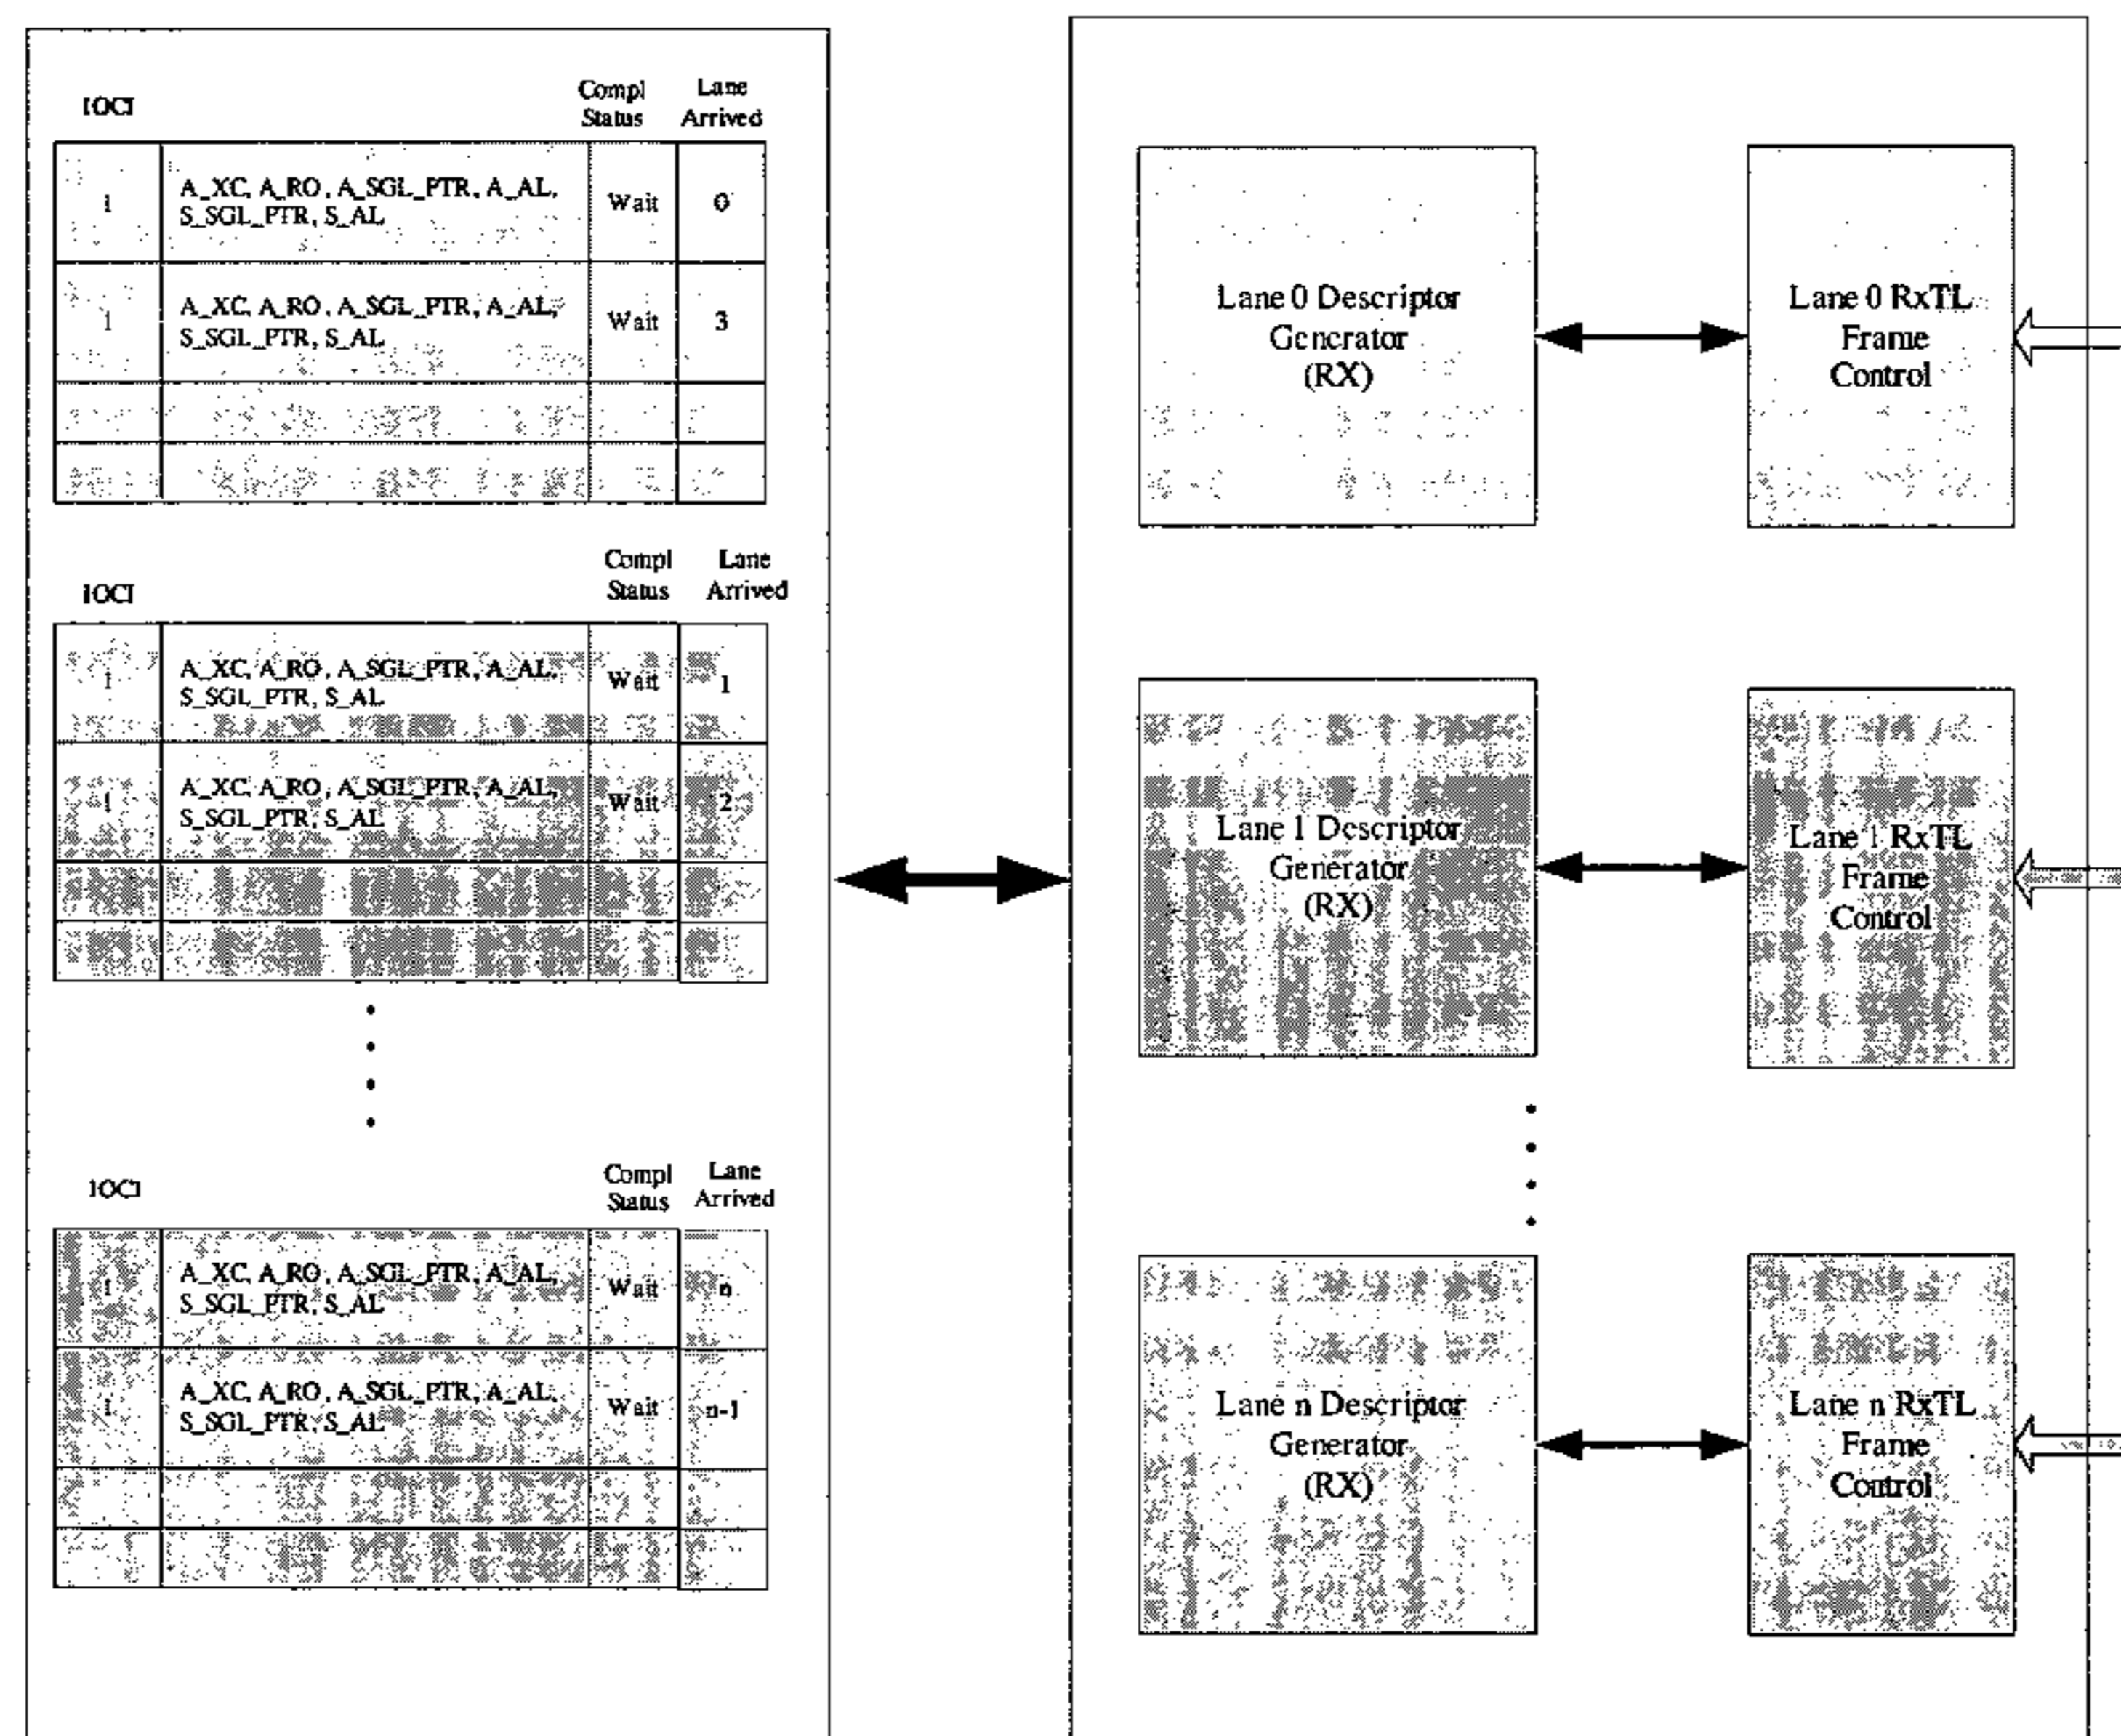 IOCI
Compl Status
Lane Arrived
1
A_XC, A_RO, A_SGL_PTR, A_AL,
S_SGL_PTR, S_AL
Wait
0
1
A_XC, A_RO, A_SGL_PTR, A_AL,
S_SGL_PTR, S_AL
Wait
3
IOCI
Compl Status
Lane Arrived
1
A_XC, A_RO, A_SGL_PTR, A_AL,
S_SGL_PTR, S_AL
Wait
1
1
A_XC, A_RO, A_SGL_PTR, A_AL,
S_SGL_PTR, S_AL
Wait
2
IOCI
Compl Status
Lane Arrived
1
A_XC, A_RO, A_SGL_PTR, A_AL,
S_SGL_PTR, S_AL
Wait
n
1
A_XC, A_RO, A_SGL_PTR, A_AL,
S_SGL_PTR, S_AL
Wait
n-1
Lane 0 Descriptor
Generator
(RX)
Lane 0 RxTL
Frame
Control
Lane 1 Descriptor
Generator
(RX)
Lane 1 RxTL
Frame
Control
Lane n Descriptor
Generator
(RX)
Lane n RxTL
Frame
Control